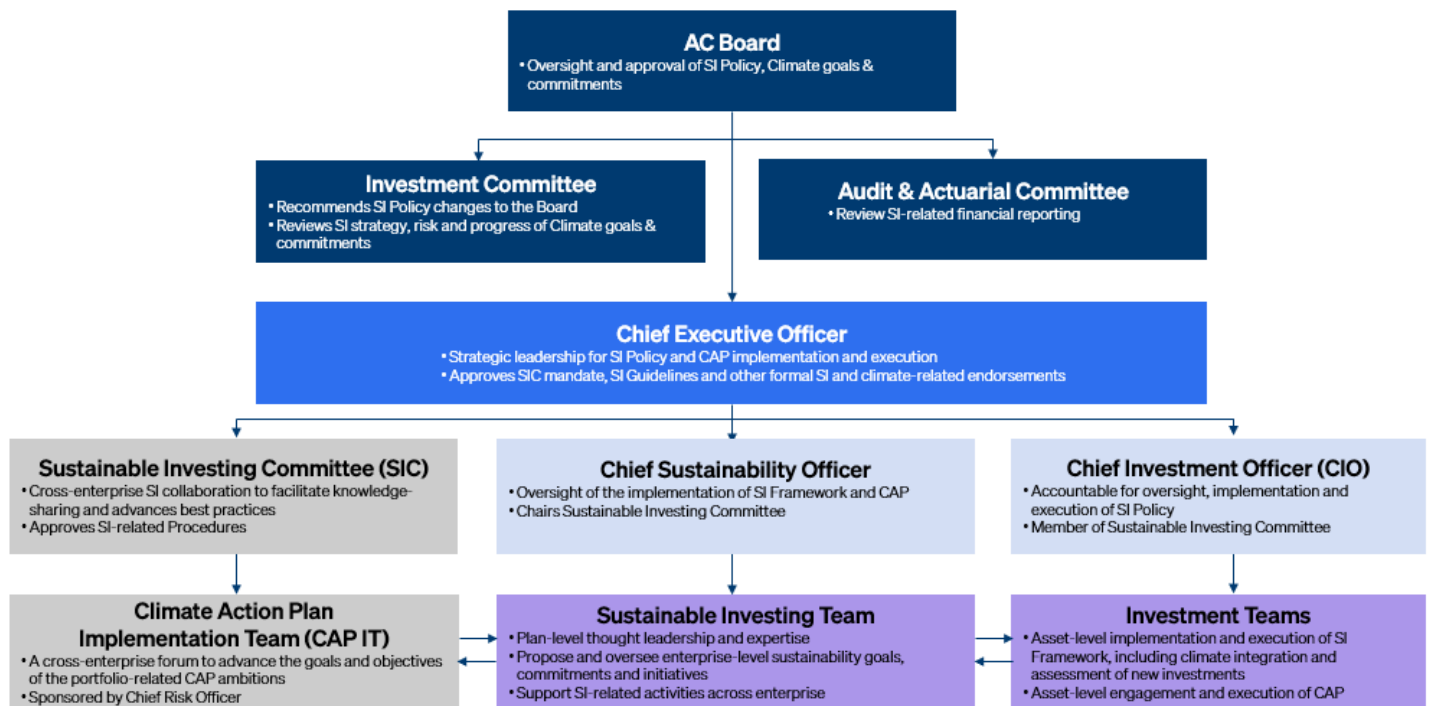 AC Board
• Oversight and approval of SI Policy, Climate goals &
commitments
Investment Committee
• Recommends SI Policy changes to the Board
• Reviews SI strategy, risk and progress of Climate goals &
commitments
Audit & Actuarial Committee
• Review SI-related financial reporting
Chief Executive Officer
• Strategic leadership for SI Policy and CAP implementation and execution
• Approves SIC mandate, SI Guidelines and other formal SI and climate-related endorsements
Sustainable Investing Committee (SIC)
• Cross-enterprise SI collaboration to facilitate knowledge-
sharing and advances best practices
• Approves SI-related Procedures
Chief Sustainability Officer
• Oversight of the implementation of SI Framework and CAP
• Chairs Sustainable Investing Committee
Chief Investment Officer (CIO)
• Accountable for oversight, implementation and
execution of SI Policy
• Member of Sustainable Investing Committee
Climate Action Plan
Implementation Team (CAP IT)
• A cross-enterprise forum to advance the goals and objectives
of the portfolio-related CAP ambitions
• Sponsored by Chief Risk Officer
Sustainable Investing Team
• Plan-level thought leadership and expertise
• Propose and oversee enterprise-level sustainability goals,
commitments and initiatives
• Support SI-related activities across enterprise
Investment Teams
• Asset-level implementation and execution of SI
Framework, including climate integration and
assessment of new investments
• Asset-level engagement and execution of CAP